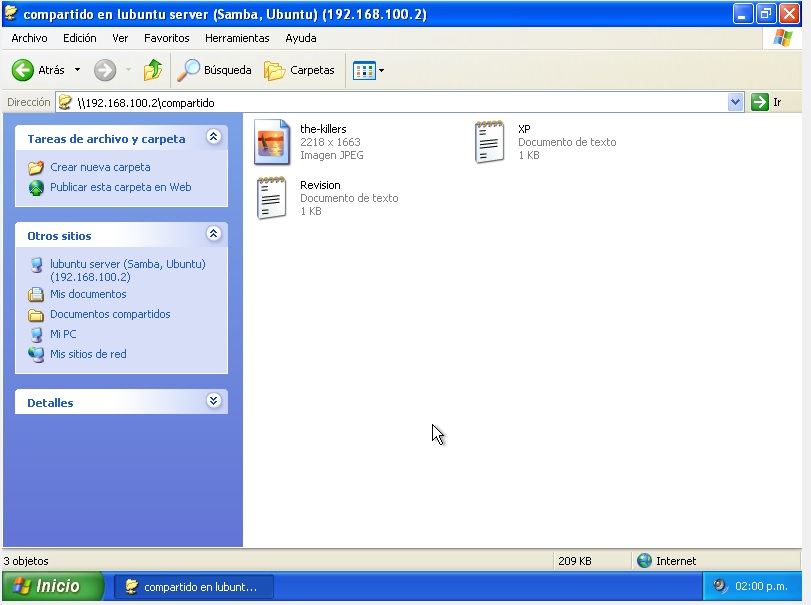 compartido en lubuntu server (Samba, Ubuntu) (192.168.100.2)
Archivo Edición Ver Favoritos Herramientas Ayuda
Atrás Búsqueda Carpetas
Dirección \\192.168.100.2\compartido Ir
Tareas de archivo y carpeta
Crear nueva carpeta
Publicar esta carpeta en Web
Otros sitios
lubuntu server (Samba, Ubuntu)
(192.168.100.2)
Mis documentos
Documentos compartidos
Mi PC
Mis sitios de red
Detalles
the-killers
2218 x 1663
Imagen JPEG
XP
Documento de texto
1 KB
Revision
Documento de texto
1 KB
3 objetos 209 KB Internet
Inicio compartido en lubunt... 02:00 p.m.